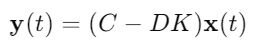 y(t) = (C − DK)x(t)